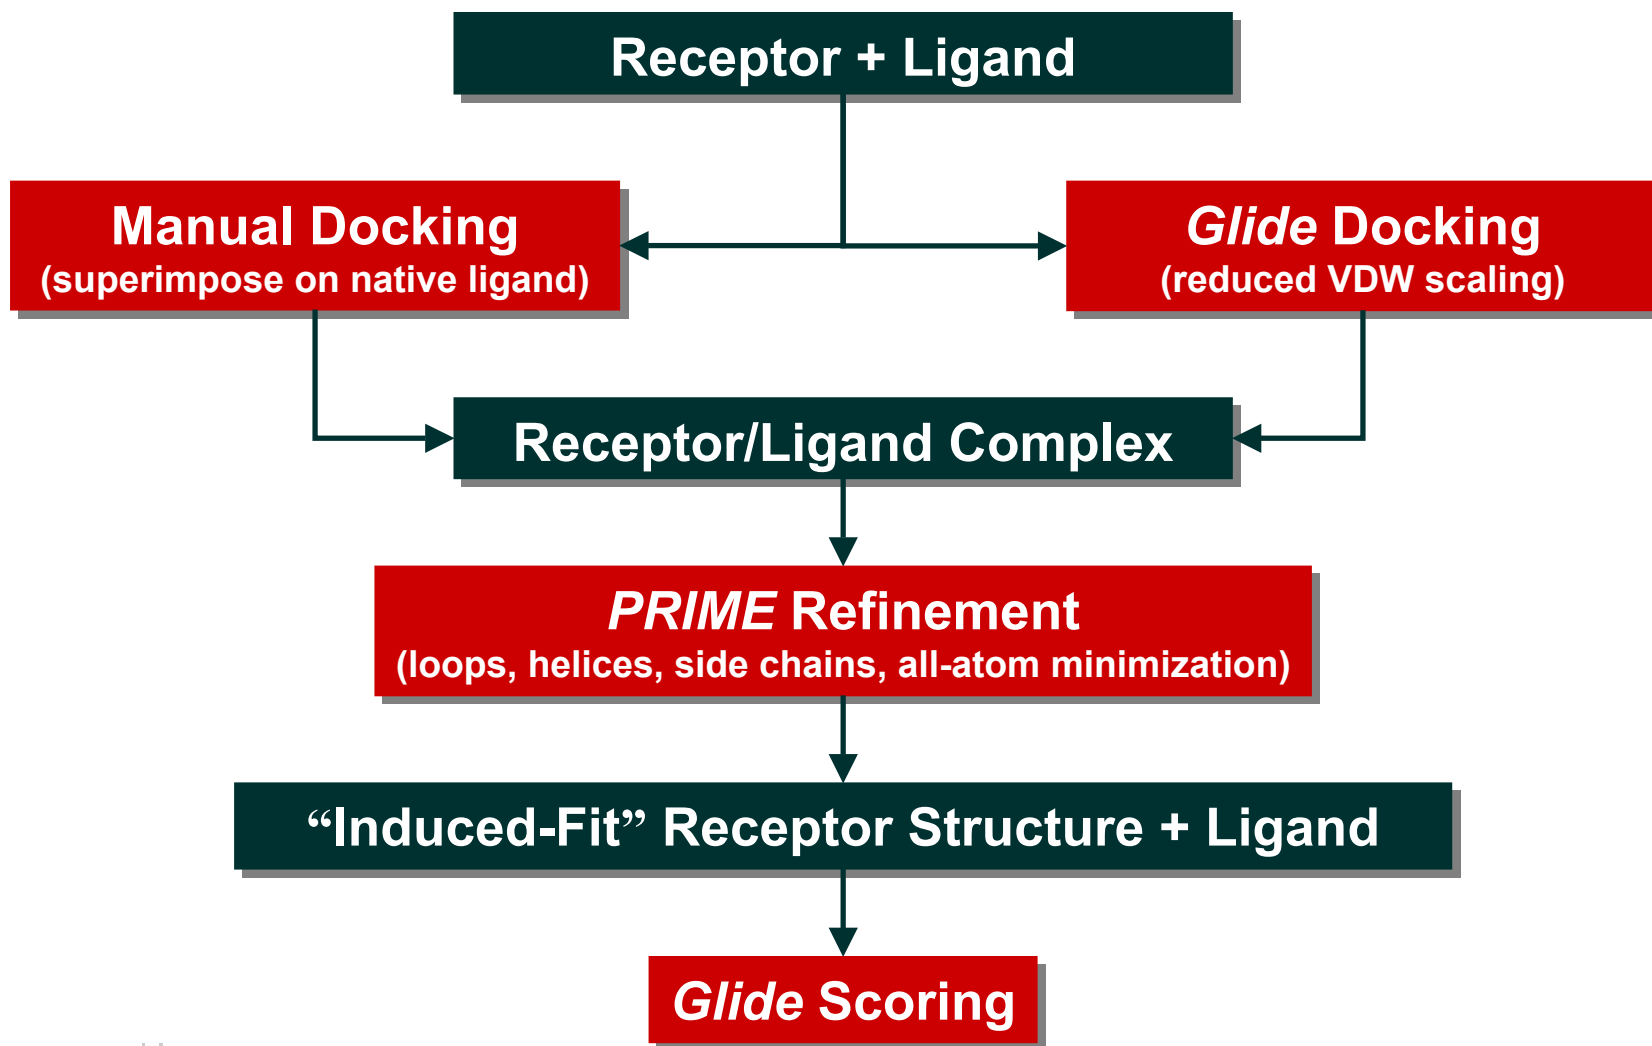 Receptor + Ligand
Manual Docking
(superimpose on native ligand)
Glide Docking
(reduced VDW scaling)
Receptor/Ligand Complex
PRIME Refinement
(loops, helices, side chains, all-atom minimization)
“Induced-Fit” Receptor Structure + Ligand
Glide Scoring